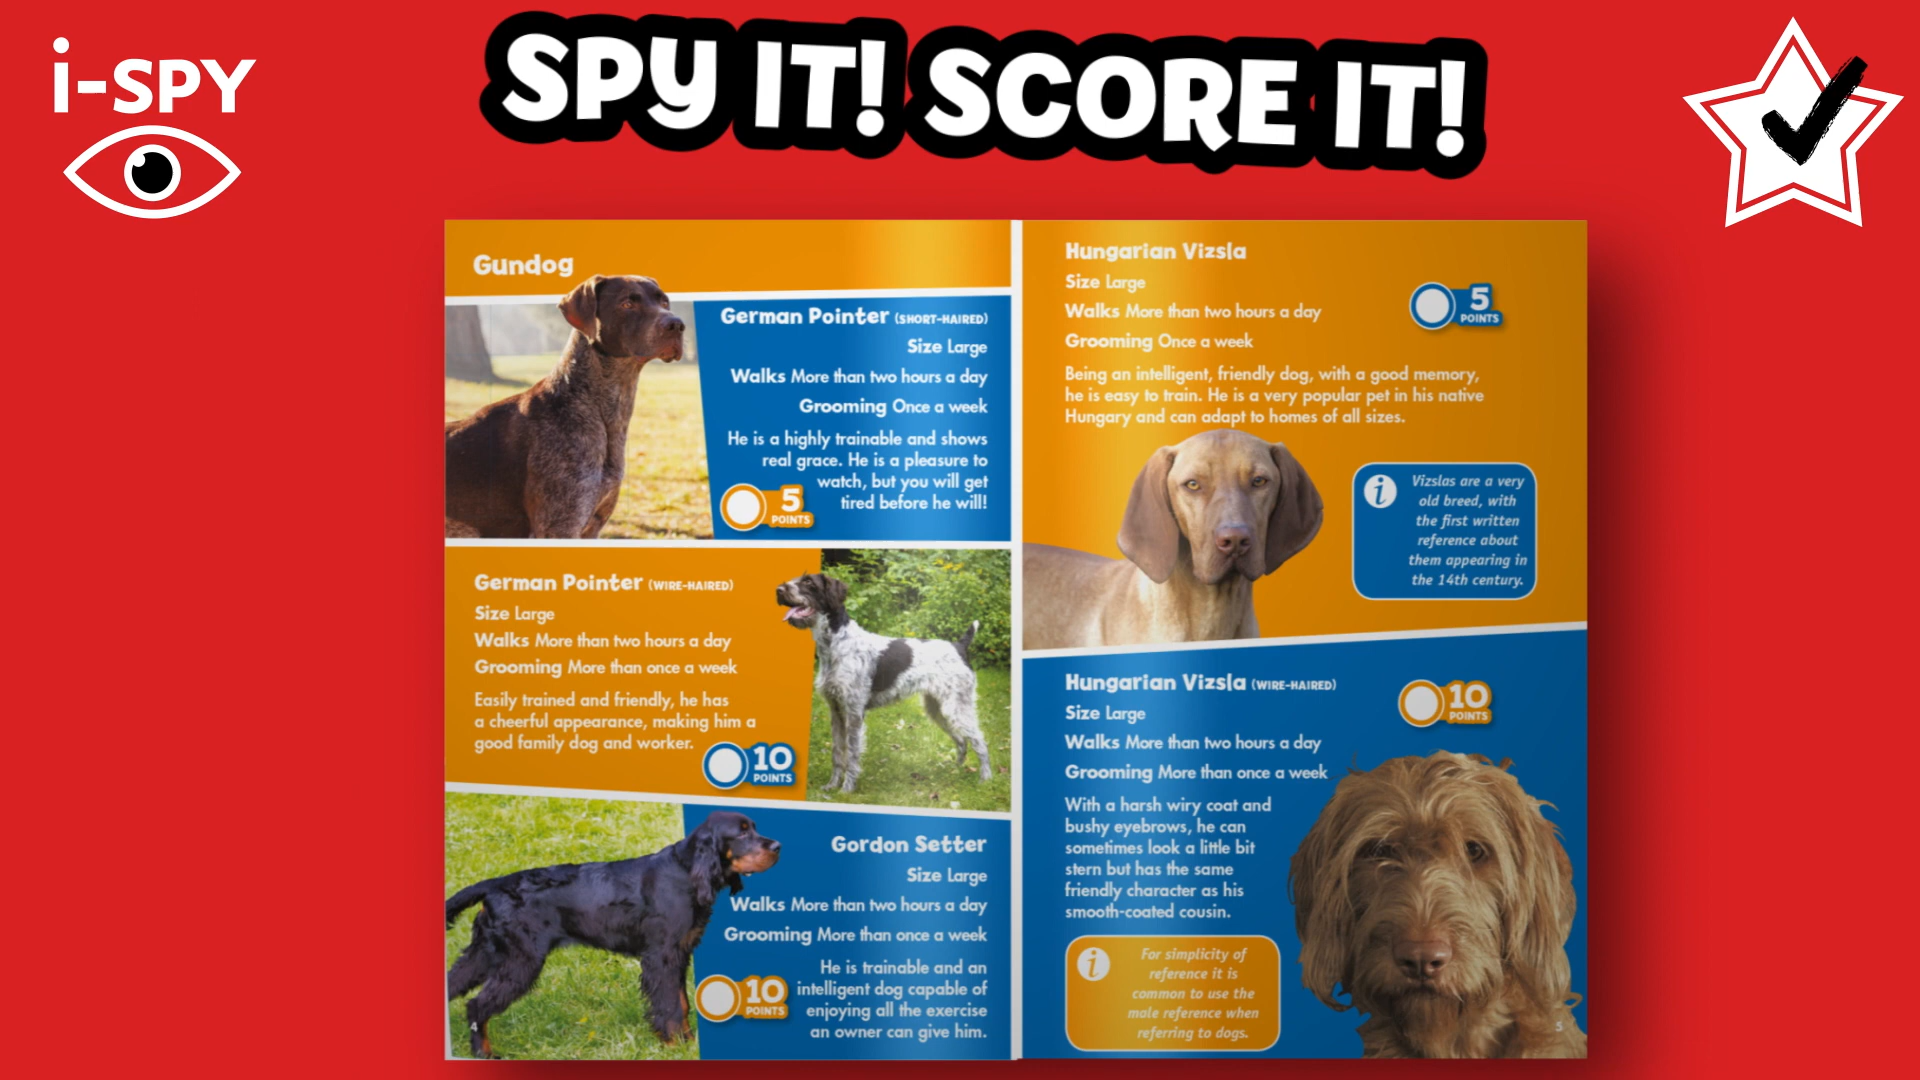 i-SPY
SPY IT! SCORE IT!
Gundog
German Pointer (SHORT-HAIRED)
Size Large
Walks More than two hours a day
Grooming Once a week
He is a highly trainable and shows
real grace. He is a pleasure to
watch, but you will get
tired before he will!
5
POINTS
German Pointer (WIRE-HAIRED)
Size Large
Walks More than two hours a day
Grooming More than once a week
Easily trained and friendly, he has
a cheerful appearance, making him a
good family dog and worker.
10
POINTS
Gordon Setter
Size Large
Walks More than two hours a day
Grooming More than once a week
He is trainable and an
intelligent dog capable of
enjoying all the exercise
an owner can give him.
10
POINTS
4
Hungarian Vizsla
Size Large
Walks More than two hours a day
Grooming Once a week
5
POINTS
Being an intelligent, friendly dog, with a good memory,
he is easy to train. He is a very popular pet in his native
Hungary and can adapt to homes of all sizes.
i
Vizslas are a very
old breed, with
the first written
reference about
them appearing in
the 14th century.
Hungarian Vizsla (WIRE-HAIRED)
Size Large
Walks More than two hours a day
Grooming More than once a week
10
POINTS
With a harsh wiry coat and
bushy eyebrows, he can
sometimes look a little bit
stern but has the same
friendly character as his
smooth-coated cousin.
i
For simplicity of
reference it is
common to use the
male reference when
referring to dogs.
5